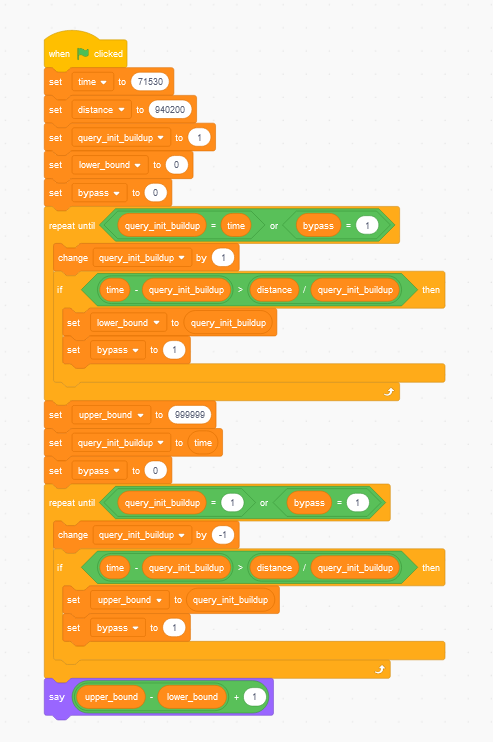 when clicked
set time to 71530
set distance to 940200
set query_init_buildup to 1
set lower_bound to 0
set bypass to 0
repeat until query_init_buildup = time or bypass = 1
change query_init_buildup by 1
if time - query_init_buildup > distance / query_init_buildup then
set lower_bound to query_init_buildup
set bypass to 1
set upper_bound to 999999
set query_init_buildup to time
set bypass to 0
repeat until query_init_buildup = 1 or bypass = 1
change query_init_buildup by -1
if time - query_init_buildup > distance / query_init_buildup then
set upper_bound to query_init_buildup
set bypass to 1
say upper_bound - lower_bound + 1